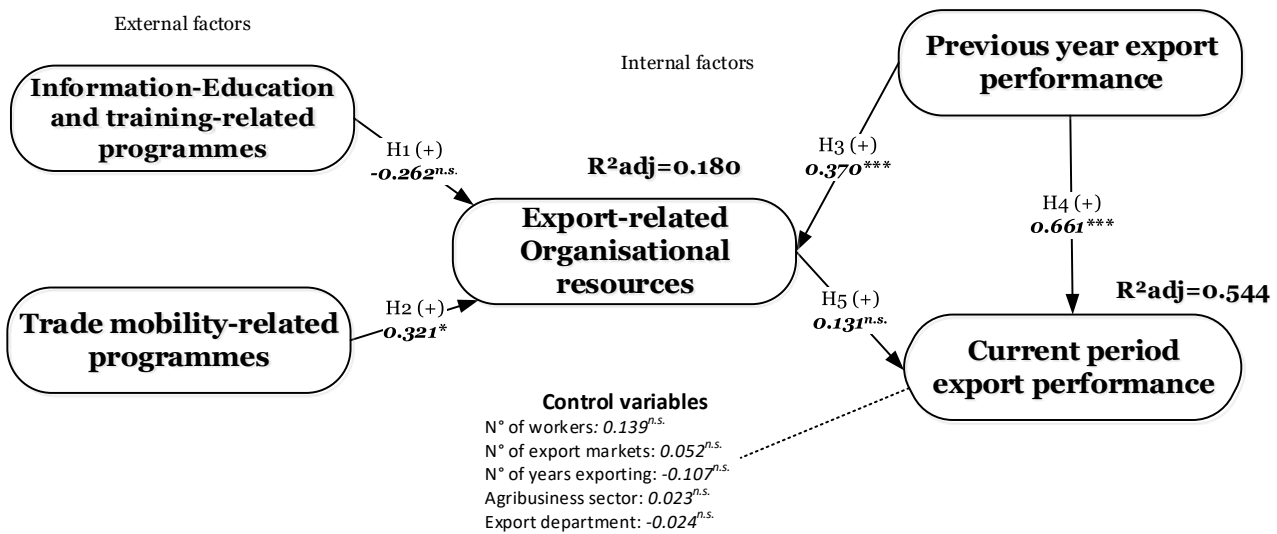 External factors
Information-Education
and training-related
programmes
Internal factors
Previous year export
performance
H1 (+)
-0.262n.s.
R²adj=0.180
H3 (+)
0.370***
Export-related
Organisational
resources
H4 (+)
0.661***
Trade mobility-related
programmes
H2 (+)
0.321*
H5 (+)
0.131n.s.
R²adj=0.544
Current period
export performance
Control variables
N° of workers: 0.139n.s.
N° of export markets: 0.052n.s.
N° of years exporting: -0.107n.s.
Agribusiness sector: 0.023n.s.
Export department: -0.024n.s.